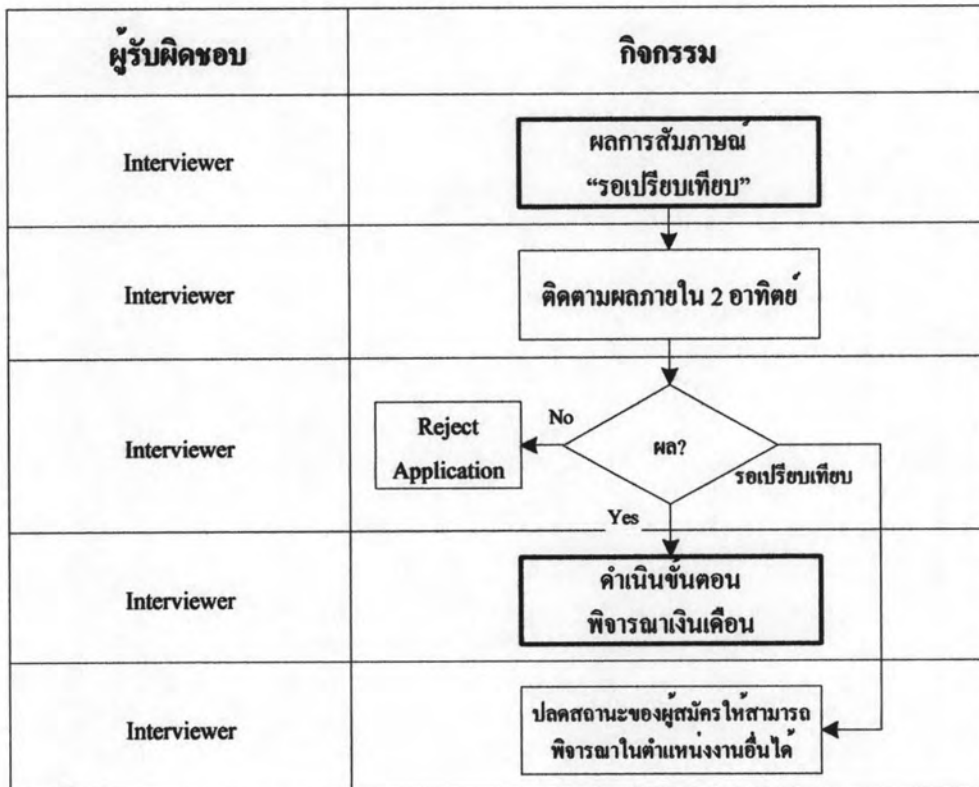 ผู้รับผิดชอบ
กิจกรรม
Interviewer
ผลการสัมภาษณ์
“รอเปรียบเทียบ”
Interviewer
ติดตามผลภายใน 2 อาทิตย์
Interviewer
Reject
Application
No
ผล?
รอเปรียบเทียบ
Yes
Interviewer
ดำเนินขั้นตอน
พิจารณาเงินเดือน
Interviewer
ปลดสถานะของผู้สมัครให้สามารถ
พิจารณาในตำแหน่งงานอื่นได้